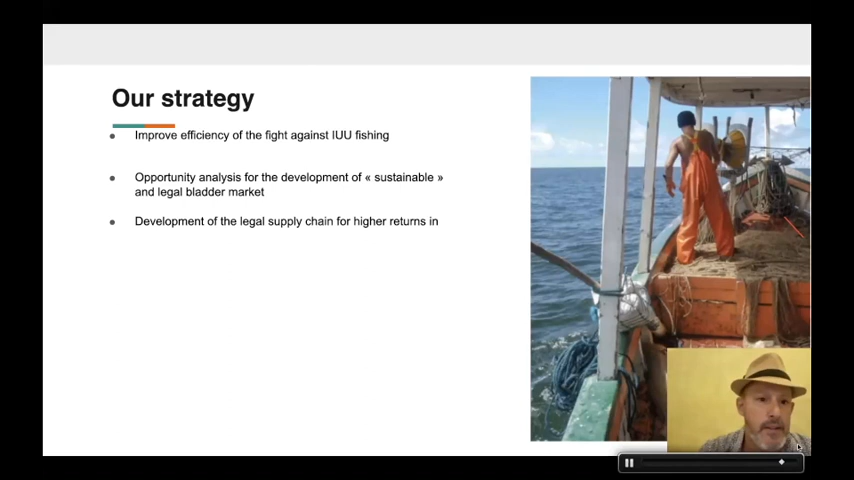 Our strategy
Improve efficiency of the fight against IUU fishing
Opportunity analysis for the development of « sustainable »
and legal bladder market
Development of the legal supply chain for higher returns in